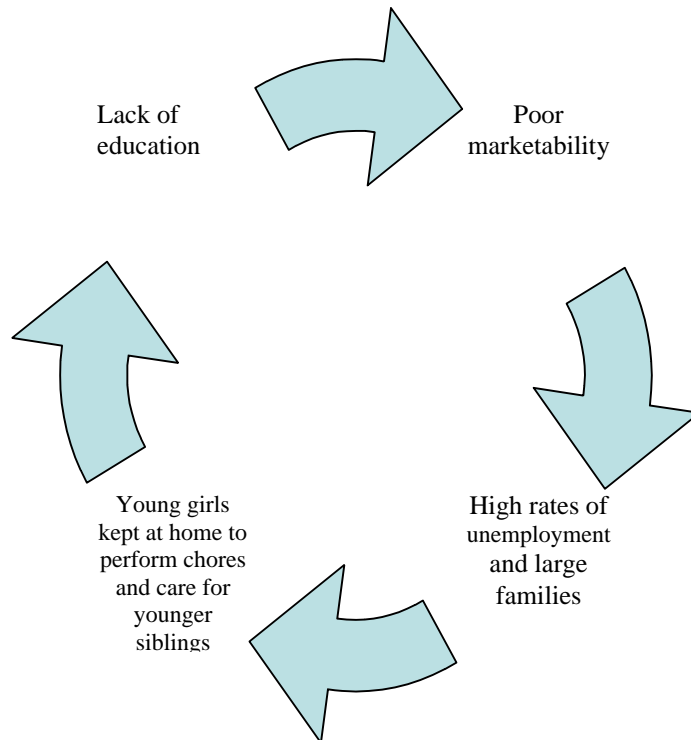 Lack of
education
Poor
marketability
High rates of
unemployment
and large
families
Young girls
kept at home to
perform chores
and care for
younger
siblings